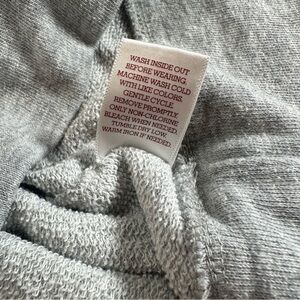 WASH INSIDE OUT
BEFORE WEARING.
MACHINE WASH COLD
WITH LIKE COLORS.
GENTLE CYCLE.
REMOVE PROMPTLY.
ONLY NON-CHLORINE
BLEACH WHEN NEEDED.
TUMBLE DRY LOW.
WARM IRON IF NEEDED.